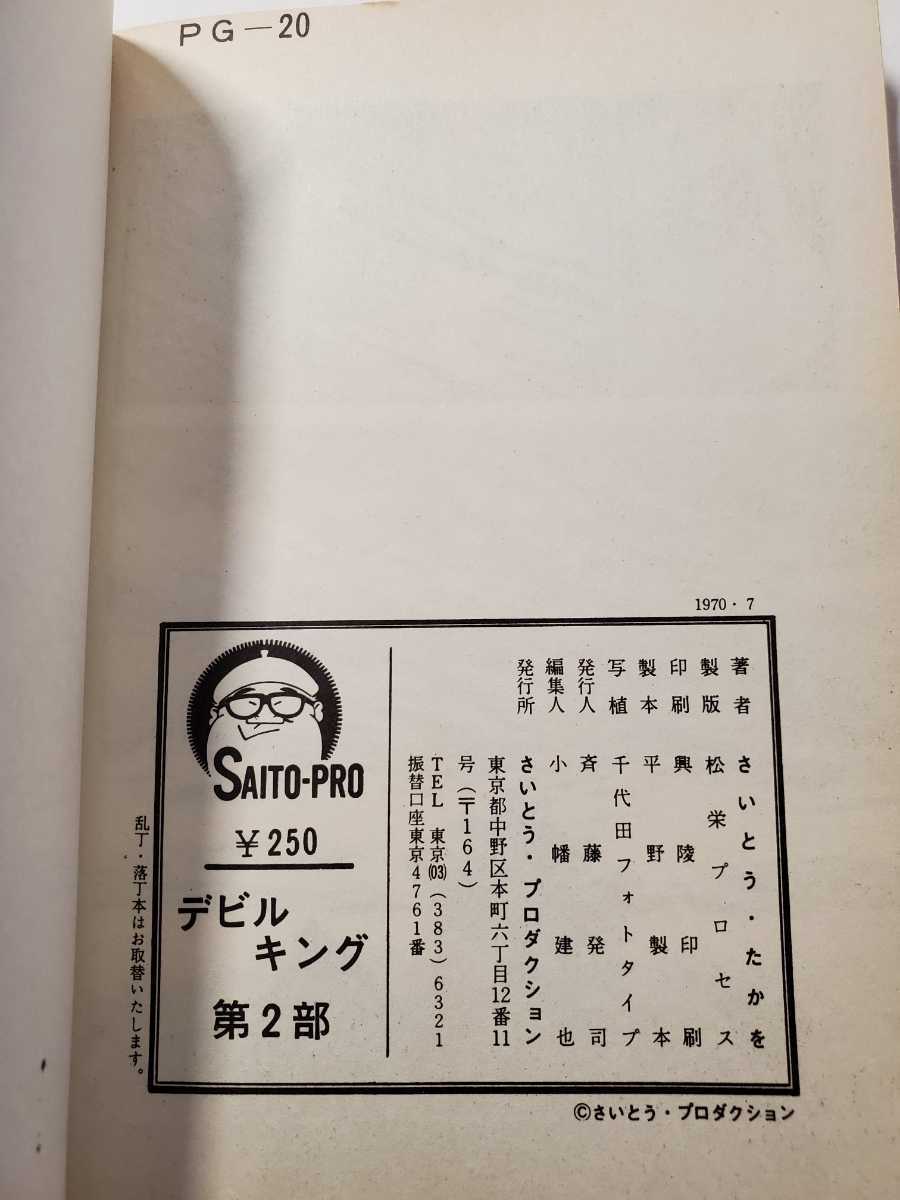 PG－20
1970・7
著者 さいとう・たかを
製版 松栄プロセス
印刷 興陵印刷
製本 平野製本
写植 千代田フォトタイプ
発行人 斉藤発司
編集人 小幡建也
発行所 さいとう・プロダクション
東京都中野区本町六丁目12番11
号（〒164）
TEL 東京(03)（383）6321
振替口座東京4761番
SAITO-PRO
￥250
デビル
キング
第2部
乱丁・落丁本はお取替いたします。
©さいとう・プロダクション